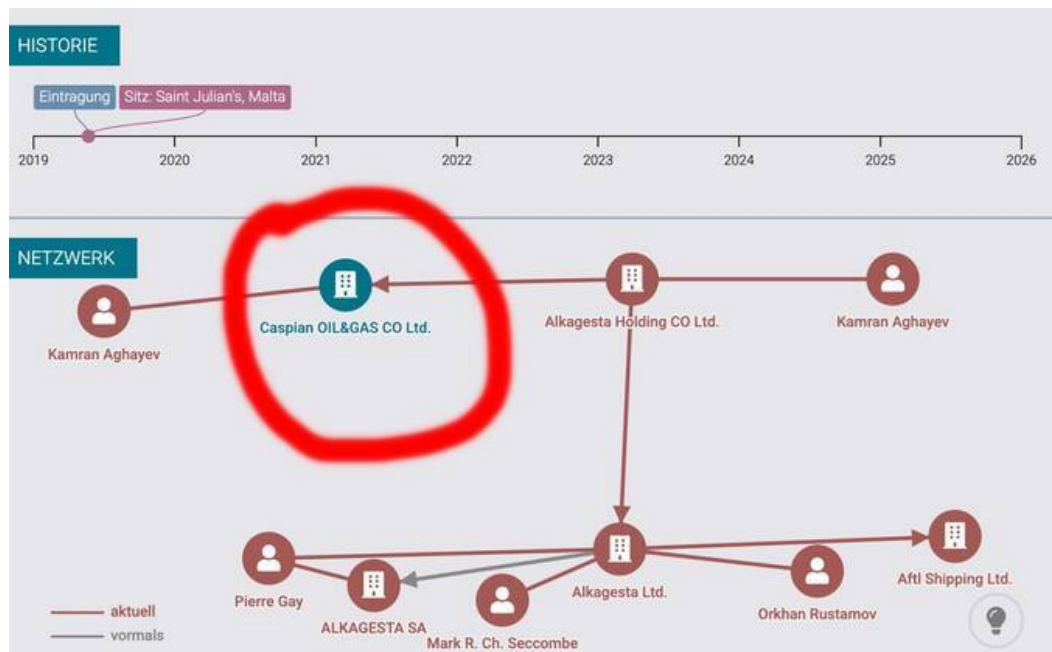 HISTORIE
Eintragung
Sitz: Saint Julian's, Malta
2019 2020 2021 2022 2023 2024 2025 2026
NETZWERK
Kamran Aghayev
Caspian OIL&GAS CO Ltd.
Alkagesta Holding CO Ltd.
Kamran Aghayev
Pierre Gay
ALKAGESTA SA
Mark R. Ch. Seccombe
Alkagesta Ltd.
Orkhan Rustamov
Aftl Shipping Ltd.
aktuell
vormals